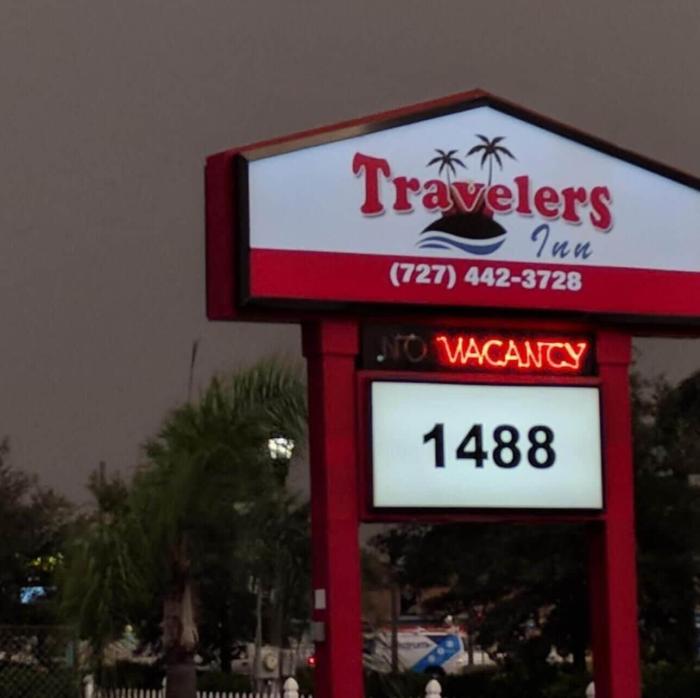 Travelers
Inn
(727) 442-3728
NO VACANCY
1488